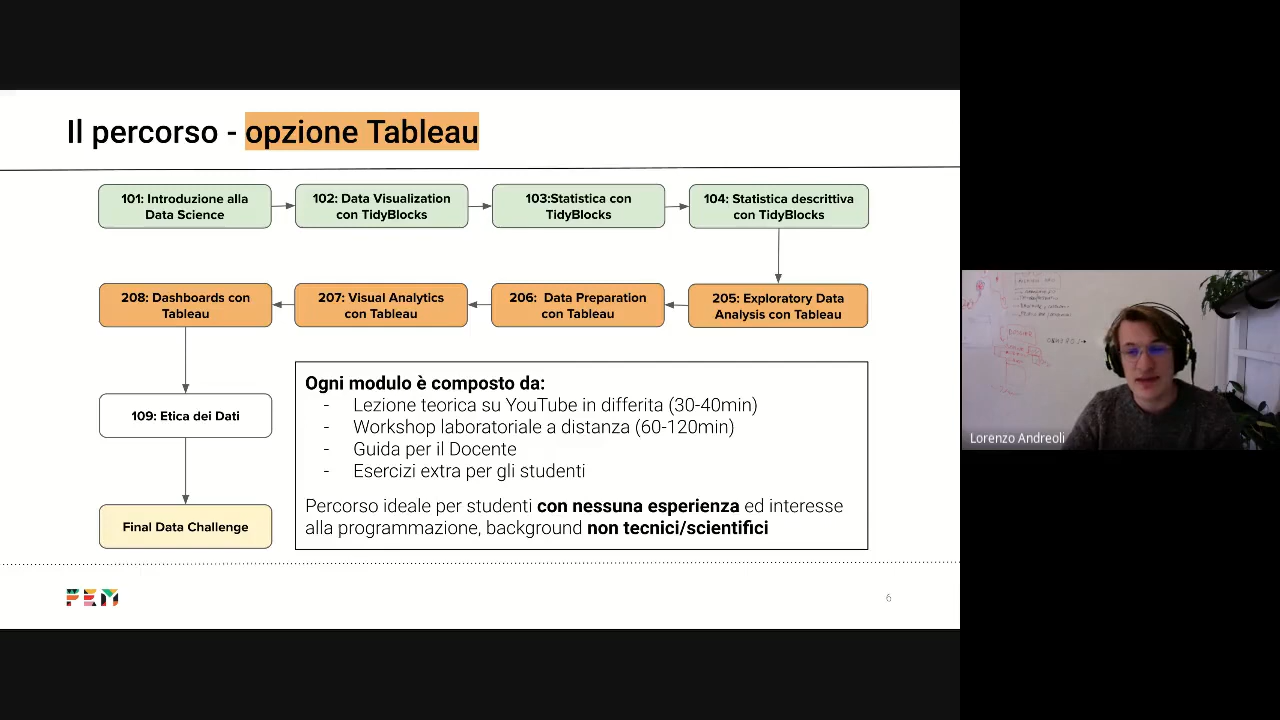 Il percorso - opzione Tableau
101: Introduzione alla
Data Science
102: Data Visualization
con TidyBlocks
103:Statistica con
TidyBlocks
104: Statistica descrittiva
con TidyBlocks
208: Dashboards con
Tableau
207: Visual Analytics
con Tableau
206: Data Preparation
con Tableau
205: Exploratory Data
Analysis con Tableau
109: Etica dei Dati
Final Data Challenge
Ogni modulo è composto da:
- Lezione teorica su YouTube in differita (30-40min)
- Workshop laboratoriale a distanza (60-120min)
- Guida per il Docente
- Esercizi extra per gli studenti
Percorso ideale per studenti con nessuna esperienza ed interesse
alla programmazione, background non tecnici/scientifici
FEM
6
Lorenzo Andreoli